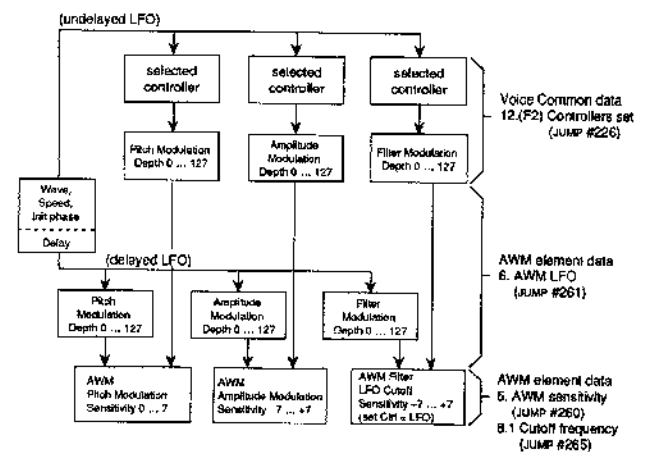 (undelayed LFO)
selected
controller
selected
controller
selected
controller
Voice Common data
12.(F2) Controllers set
(JUMP #226)
Pitch Modulation
Depth 0 ... 127
Amplitude
Modulation
Depth 0 ... 127
Filter Modulation
Depth 0 ... 127
Wave,
Speed,
Init phase
Delay
(delayed LFO)
AWM element data
6. AWM LFO
(JUMP #261)
Pitch
Modulation
Depth 0 ... 127
Amplitude
Modulation
Depth 0 ... 127
Filter
Modulation
Depth 0 ... 127
AWM
Pitch Modulation
Sensitivity 0 ... 7
AWM
Amplitude Modulation
Sensitivity 7 ... +7
AWM Filter
LFO Cutoff
Sensitivity −7 ... +7
(set Ctrl = LFO)
AWM element data
5. AWM sensitivity
(JUMP #260)
8.1 Cutoff frequency
(JUMP #265)